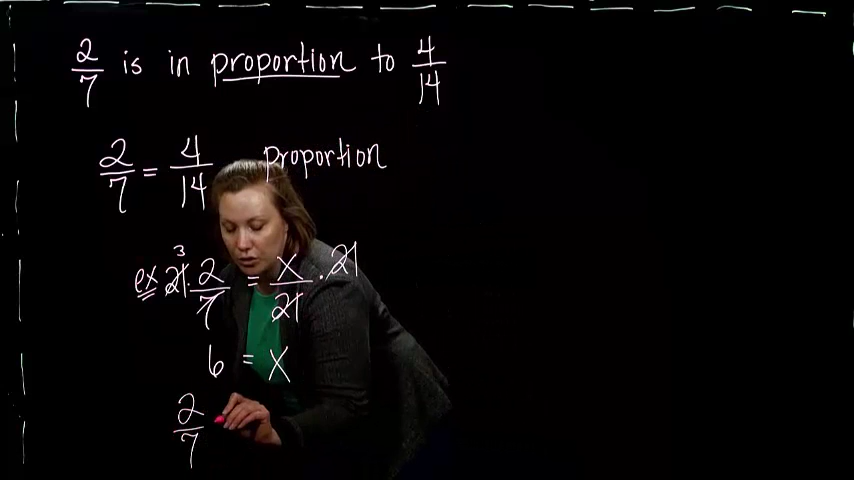 2/7 is in proportion to 4/14
2/7 = 4/14 proportion
ex 21 3 · 2/7 = x/21 · 21
6 = x
2/7